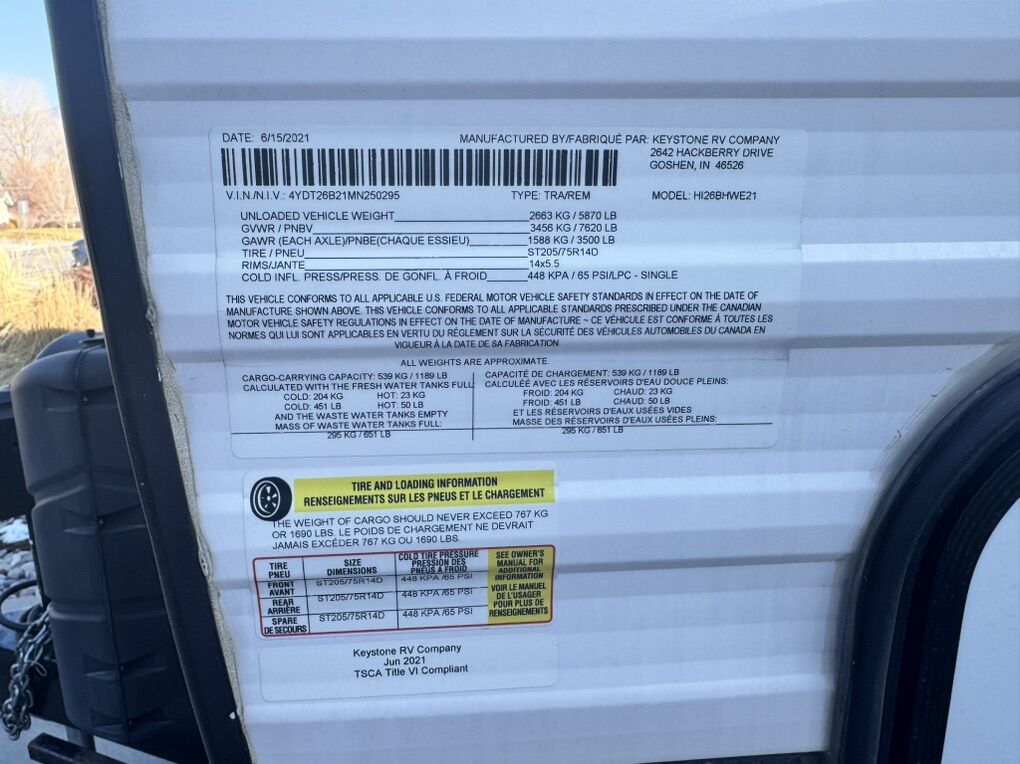 DATE: 6/15/2021 MANUFACTURED BY/FABRIQUÉ PAR: KEYSTONE RV COMPANY
2642 HACKBERRY DRIVE
GOSHEN, IN 46526
V.I.N./N.I.V.: 4YDT26B21MN250295 TYPE: TRA/REM MODEL: HI26BHWE21
UNLOADED VEHICLE WEIGHT 2663 KG / 5870 LB
GVWR / PNBV 3456 KG / 7620 LB
GAWR (EACH AXLE)/PNBE(CHAQUE ESSIEU) 1588 KG / 3500 LB
TIRE / PNEU ST205/75R14D
RIMS/JANTE 14x5.5
COLD INFL. PRESS/PRESS. DE GONFL. À FROID 448 KPA / 65 PSI/LPC - SINGLE
THIS VEHICLE CONFORMS TO ALL APPLICABLE U.S. FEDERAL MOTOR VEHICLE SAFETY STANDARDS IN EFFECT ON THE DATE OF
MANUFACTURE SHOWN ABOVE. THIS VEHICLE CONFORMS TO ALL APPLICABLE STANDARDS PRESCRIBED UNDER THE CANADIAN
MOTOR VEHICLE SAFETY REGULATIONS IN EFFECT ON THE DATE OF MANUFACTURE – CE VÉHICULE EST CONFORME À TOUTES LES
NORMES QUI LUI SONT APPLICABLES EN VERTU DU RÉGLEMENT SUR LA SÉCURITÉ DES VÉHICULES AUTOMOBILES DU CANADA EN
VIGUEUR À LA DATE DE SA FABRICATION.
ALL WEIGHTS ARE APPROXIMATE.
CARGO-CARRYING CAPACITY: 539 KG / 1189 LB
CALCULATED WITH THE FRESH WATER TANKS FULL
COLD: 204 KG HOT: 23 KG
COLD: 451 LB HOT: 50 LB
AND THE WASTE WATER TANKS EMPTY
MASS OF WASTE WATER TANKS FULL:
295 KG / 651 LB
CAPACITÉ DE CHARGEMENT: 539 KG / 1189 LB
CALCULÉE AVEC LES RÉSERVOIRS D'EAU DOUCE PLEINS:
FROID: 204 KG CHAUD: 23 KG
FROID: 451 LB CHAUD: 50 LB
ET LES RÉSERVOIRS D'EAUX USÉES VIDES
MASSE DES RÉSERVOIRS D'EAUX USÉES PLEINS:
295 KG / 651 LB
TIRE AND LOADING INFORMATION
RENSEIGNEMENTS SUR LES PNEUS ET LE CHARGEMENT
THE WEIGHT OF CARGO SHOULD NEVER EXCEED 767 KG
OR 1690 LBS. LE POIDS DE CHARGEMENT NE DEVRAIT
JAMAIS EXCÉDER 767 KG OU 1690 LBS.
TIRE
PNEU
SIZE
DIMENSIONS
COLD TIRE PRESSURE
PRESSION DES
PNEUS A FROID
FRONT
AVANT
ST205/75R14D
448 KPA /65 PSI
REAR
ARRIÈRE
ST205/75R14D
448 KPA /65 PSI
SPARE
DE SECOURS
ST205/75R14D
448 KPA /65 PSI
SEE OWNER'S
MANUAL FOR
ADDITIONAL
INFORMATION
VOIR LE MANUEL
DE L'USAGER
POUR PLUS DE
RENSEIGNEMENTS
Keystone RV Company
Jun 2021
TSCA Title VI Compliant